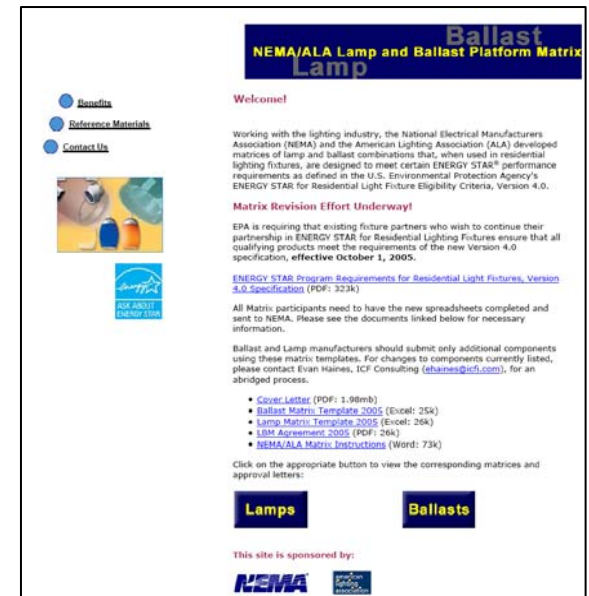 Ballast
NEMA/ALA Lamp and Ballast Platform Matrix
Lamp
Benefits
Reference Materials
Contact Us
energy
ASK ABOUT
ENERGY STAR
Welcome!
Working with the lighting industry, the National Electrical Manufacturers
Association (NEMA) and the American Lighting Association (ALA) developed
matrices of lamp and ballast combinations that, when used in residential
lighting fixtures, are designed to meet certain ENERGY STAR® performance
requirements as defined in the U.S. Environmental Protection Agency's
ENERGY STAR for Residential Light Fixture Eligibility Criteria, Version 4.0.
Matrix Revision Effort Underway!
EPA is requiring that existing fixture partners who wish to continue their
partnership in ENERGY STAR for Residential Lighting Fixtures ensure that all
qualifying products meet the requirements of the new Version 4.0
specification, effective October 1, 2005.
ENERGY STAR Program Requirements for Residential Light Fixtures, Version
4.0 Specification (PDF: 323k)
All Matrix participants need to have the new spreadsheets completed and
sent to NEMA. Please see the documents linked below for necessary
information.
Ballast and Lamp manufacturers should submit only additional components
using these matrix templates. For changes to components currently listed,
please contact Evan Haines, ICF Consulting (ehaines@icfi.com), for an
abridged process.
• Cover Letter (PDF: 1.98mb)
• Ballast Matrix Template 2005 (Excel: 25k)
• Lamp Matrix Template 2005 (Excel: 26k)
• LBM Agreement 2005 (PDF: 26k)
• NEMA/ALA Matrix Instructions (Word: 73k)
Click on the appropriate button to view the corresponding matrices and
approval letters:
Lamps
Ballasts
This site is sponsored by:
NEMA
american
lighting
association